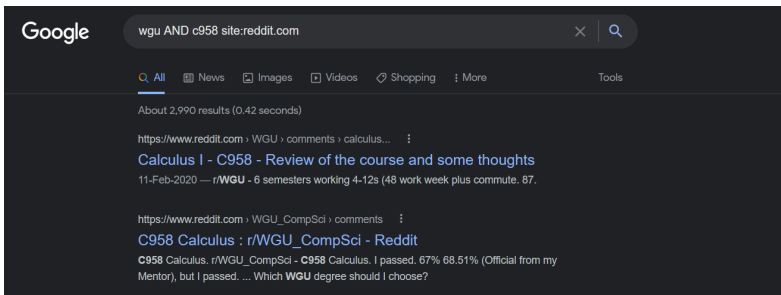 Google
wgu AND c958 site:reddit.com
All News Images Videos Shopping More Tools
About 2,990 results (0.42 seconds)
https://www.reddit.com › WGU › comments › calculus...
Calculus I - C958 - Review of the course and some thoughts
11-Feb-2020 — r/WGU - 6 semesters working 4-12s (48 work week plus commute. 87.
https://www.reddit.com › WGU_CompSci › comments
C958 Calculus : r/WGU_CompSci - Reddit
C958 Calculus. r/WGU_CompSci - C958 Calculus. I passed. 67% 68.51% (Official from my
Mentor), but I passed. ... Which WGU degree should I choose?